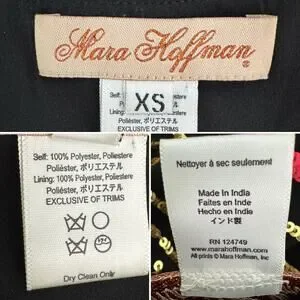 Mara Hoffman®
XS
Self: 100% Polyester, Poliestere
Poliéster, ポリエステル
Lining: 100% Polyester, Poliestere
Poliéster, ポリエステル
EXCLUSIVE OF TRIMS
Self: 100% Polyester, Poliestere
Poliéster, ポリエステル
Lining: 100% Polyester, Poliestere
Poliéster, ポリエステル
EXCLUSIVE OF TRIMS
Dry Clean Only
Nettoyer à sec seulement
Made in India
Faites en Inde
Hecho en India
インド製
RN 124749
www.marahoffman.com
All prints © Mara Hoffman, Inc